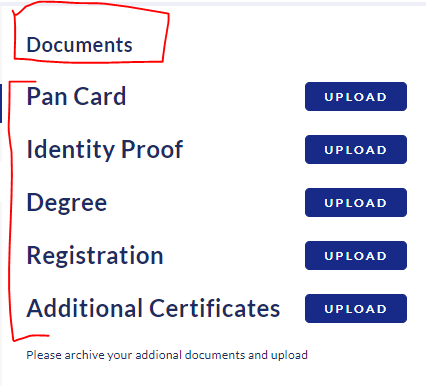 Documents
Pan Card UPLOAD
Identity Proof UPLOAD
Degree UPLOAD
Registration UPLOAD
Additional Certificates UPLOAD
Please archive your addional documents and upload